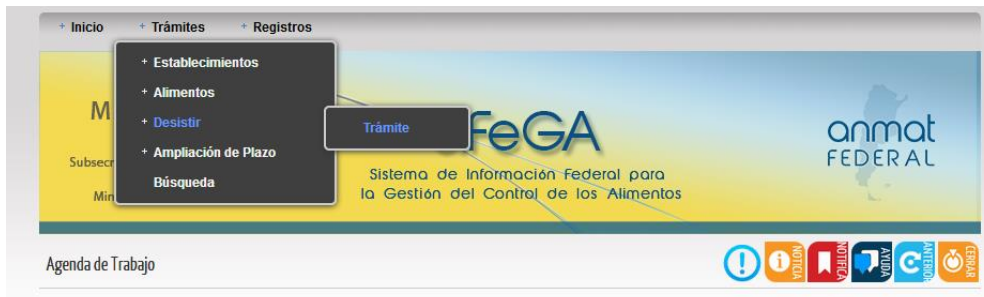 + Inicio + Trámites + Registros
+ Establecimientos
+ Alimentos
+ Desistir
Trámite
+ Ampliación de Plazo
Búsqueda
M
Subsecr
Min
FeGA
Sistema de Información Federal para
la Gestión del Control de los Alimentos
anmat
FEDERAL
Agenda de Trabajo
NOTICIA
NOTIFICA
AYUDA
ANTERIOR
CERRAR